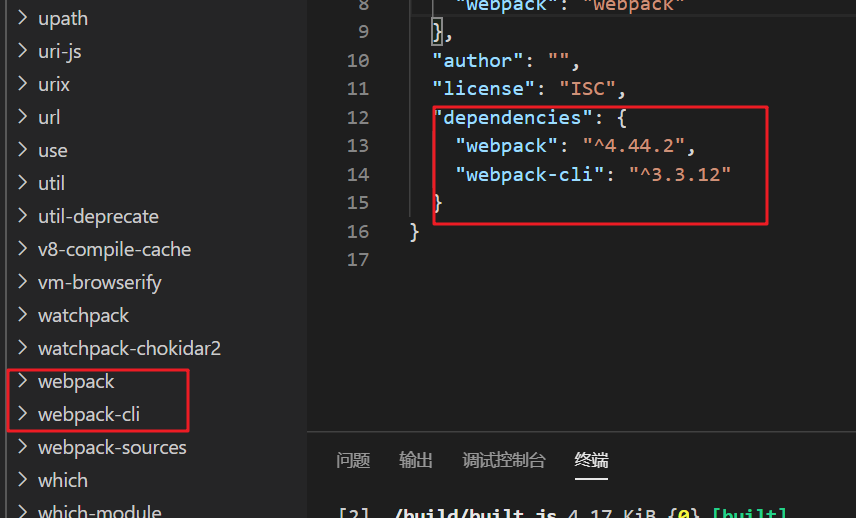 upath
uri-js
urix
url
use
util
util-deprecate
v8-compile-cache
vm-browserify
watchpack
watchpack-chokidar2
webpack
webpack-cli
webpack-sources
which
which-module
8 "webpack": "webpack"
9 },
10 "author": "",
11 "license": "ISC",
12 "dependencies": {
13 "webpack": "^4.44.2",
14 "webpack-cli": "^3.3.12"
15 }
16 }
17
问题 输出 调试控制台 终端
[2] ./build/built.js 4.17 KiB {0} [built]